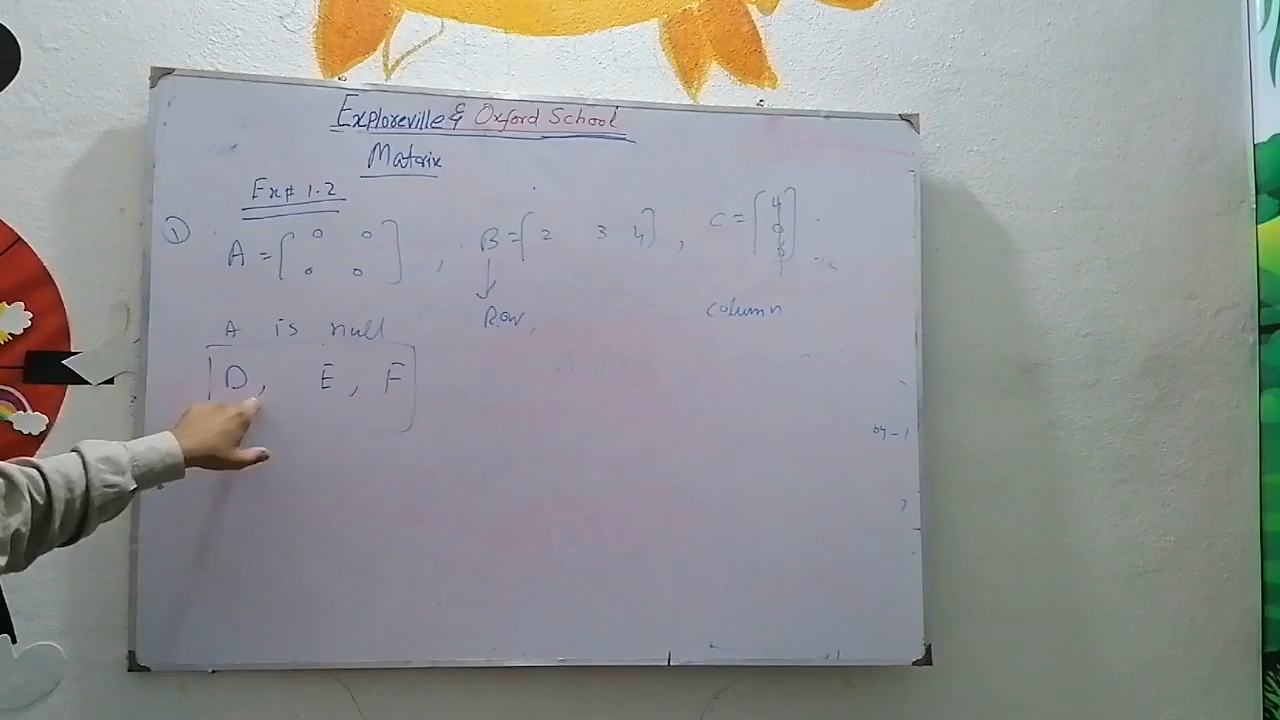 Exploreville & Oxford School
Matorix
Ex# 1.2
① A = [ 0 0 0 0 ] , B = [ 2 3 4 ] , C = [ 4 0 6 ]
A is null
Row,
column
D, E, F